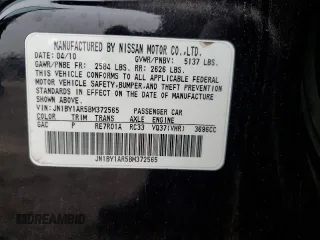 MANUFACTURED BY NISSAN MOTOR CO.,LTD.
DATE: 04/10 GVWR/PNBV: 5137 LBS.
GAWR/PNBE FR: 2584 LBS. RR: 2626 LBS.
THIS VEHICLE CONFORMS TO ALL APPLICABLE FEDERAL
MOTOR VEHICLE SAFETY,BUMPER,AND THEFT PREVENTION
STANDARDS IN EFFECT ON THE DATE OF
MANUFACTURE SHOWN ABOVE.
VIN: JN1BY1AR5BM372565 PASSENGER CAR
COLOR TRIM TRANS AXLE ENGINE
GAC P RE7R01A RC33 VQ37(VHR) 3696CC
JN1BY1AR5BM372565